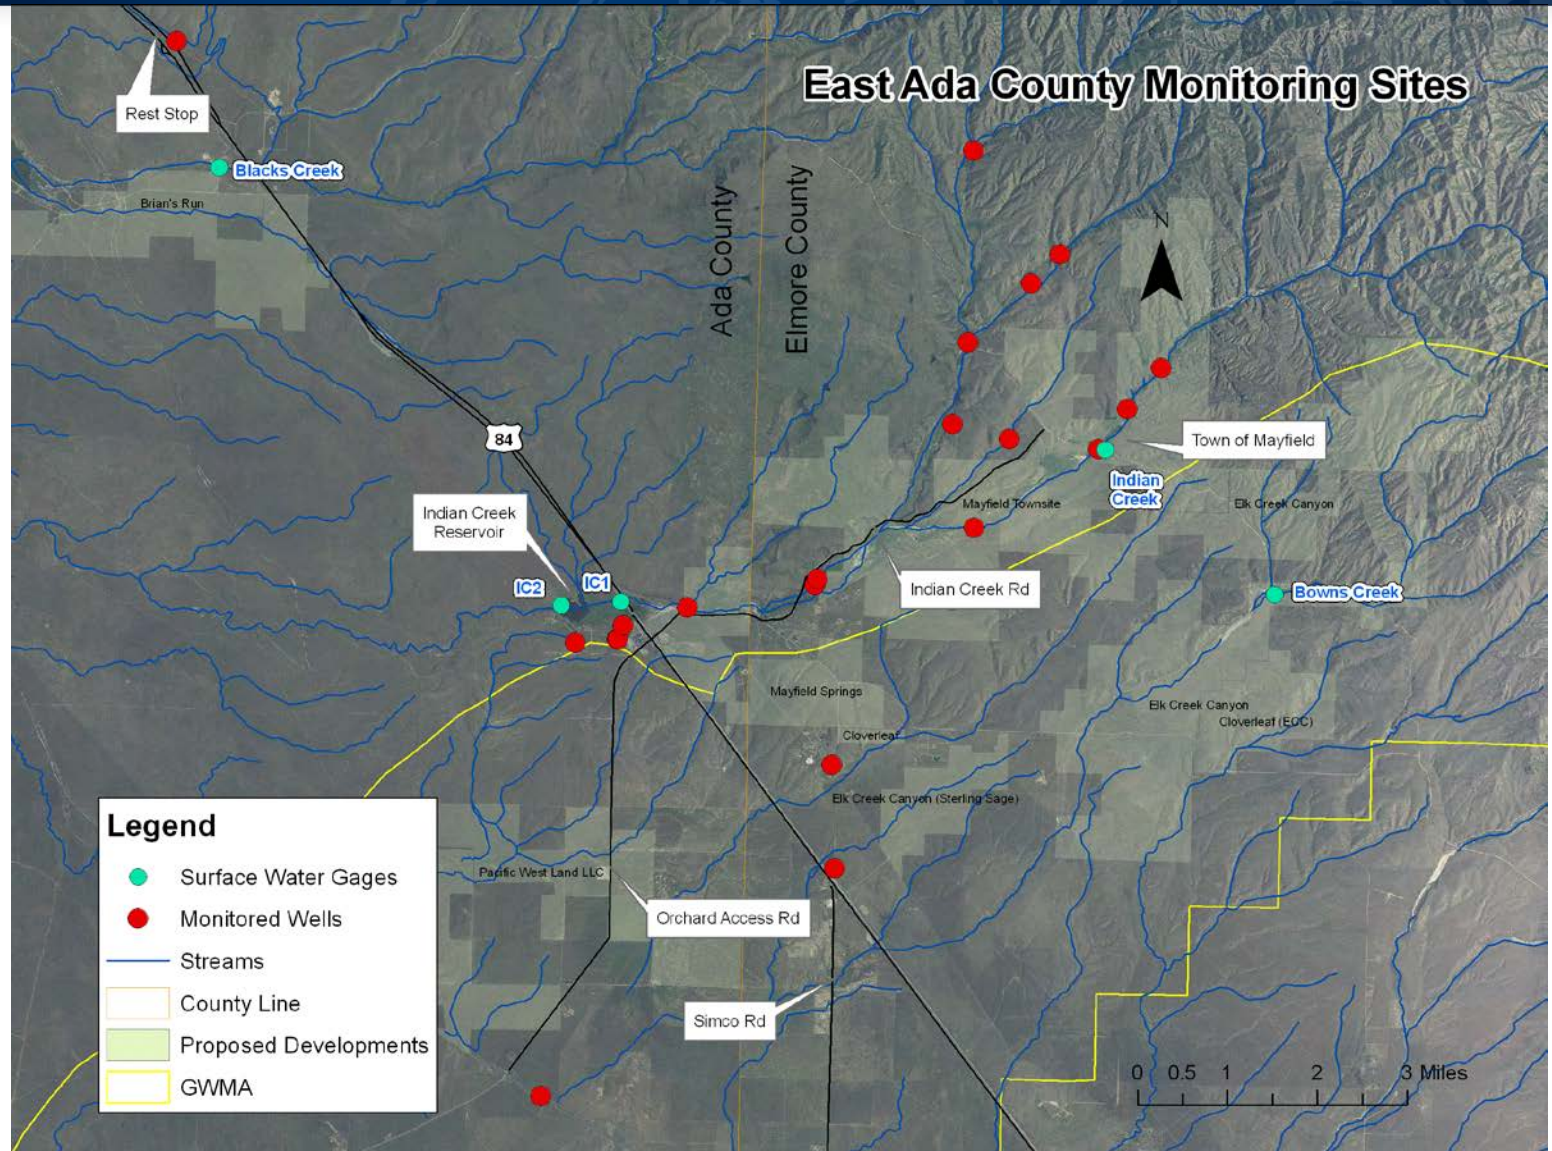 East Ada County Monitoring Sites
Rest Stop
Blacks Creek
Brian's Run
Ada County
Elmore County
N
84
Town of Mayfield
Indian
Creek
Mayfield Townsite
Elk Creek Canyon
Indian Creek
Reservoir
IC2
IC1
Indian Creek Rd
Bowns Creek
Mayfield Springs
Elk Creek Canyon
Cloverleaf (ECC)
Cloverleaf
Elk Creek Canyon (Sterling Sage)
Pacific West Land LLC
Orchard Access Rd
Simco Rd
Legend
Surface Water Gages
Monitored Wells
Streams
County Line
Proposed Developments
GWMA
0 0.5 1 2 3 Miles